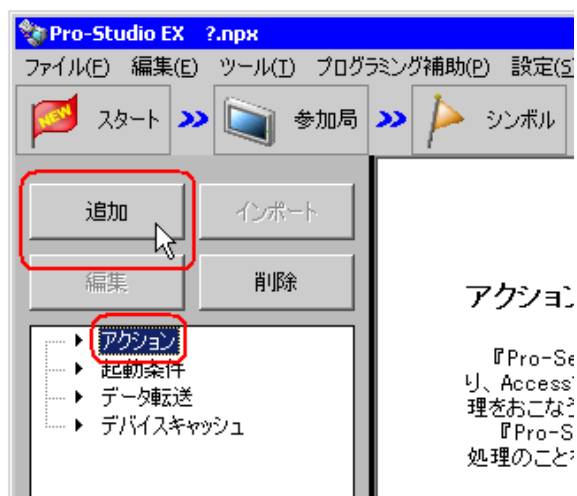 Pro-Studio EX ?.npx
ファイル(F) 編集(E) ツール(T) プログラミング補助(P) 設定(S
NEW スタート 参加局 シンボル
追加 インポート
編集 削除
アクション
起動条件
データ転送
デバイスキャッシュ
アクション
『Pro-Se
り、Access
理をおこなう
『Pro-S
処理のことを